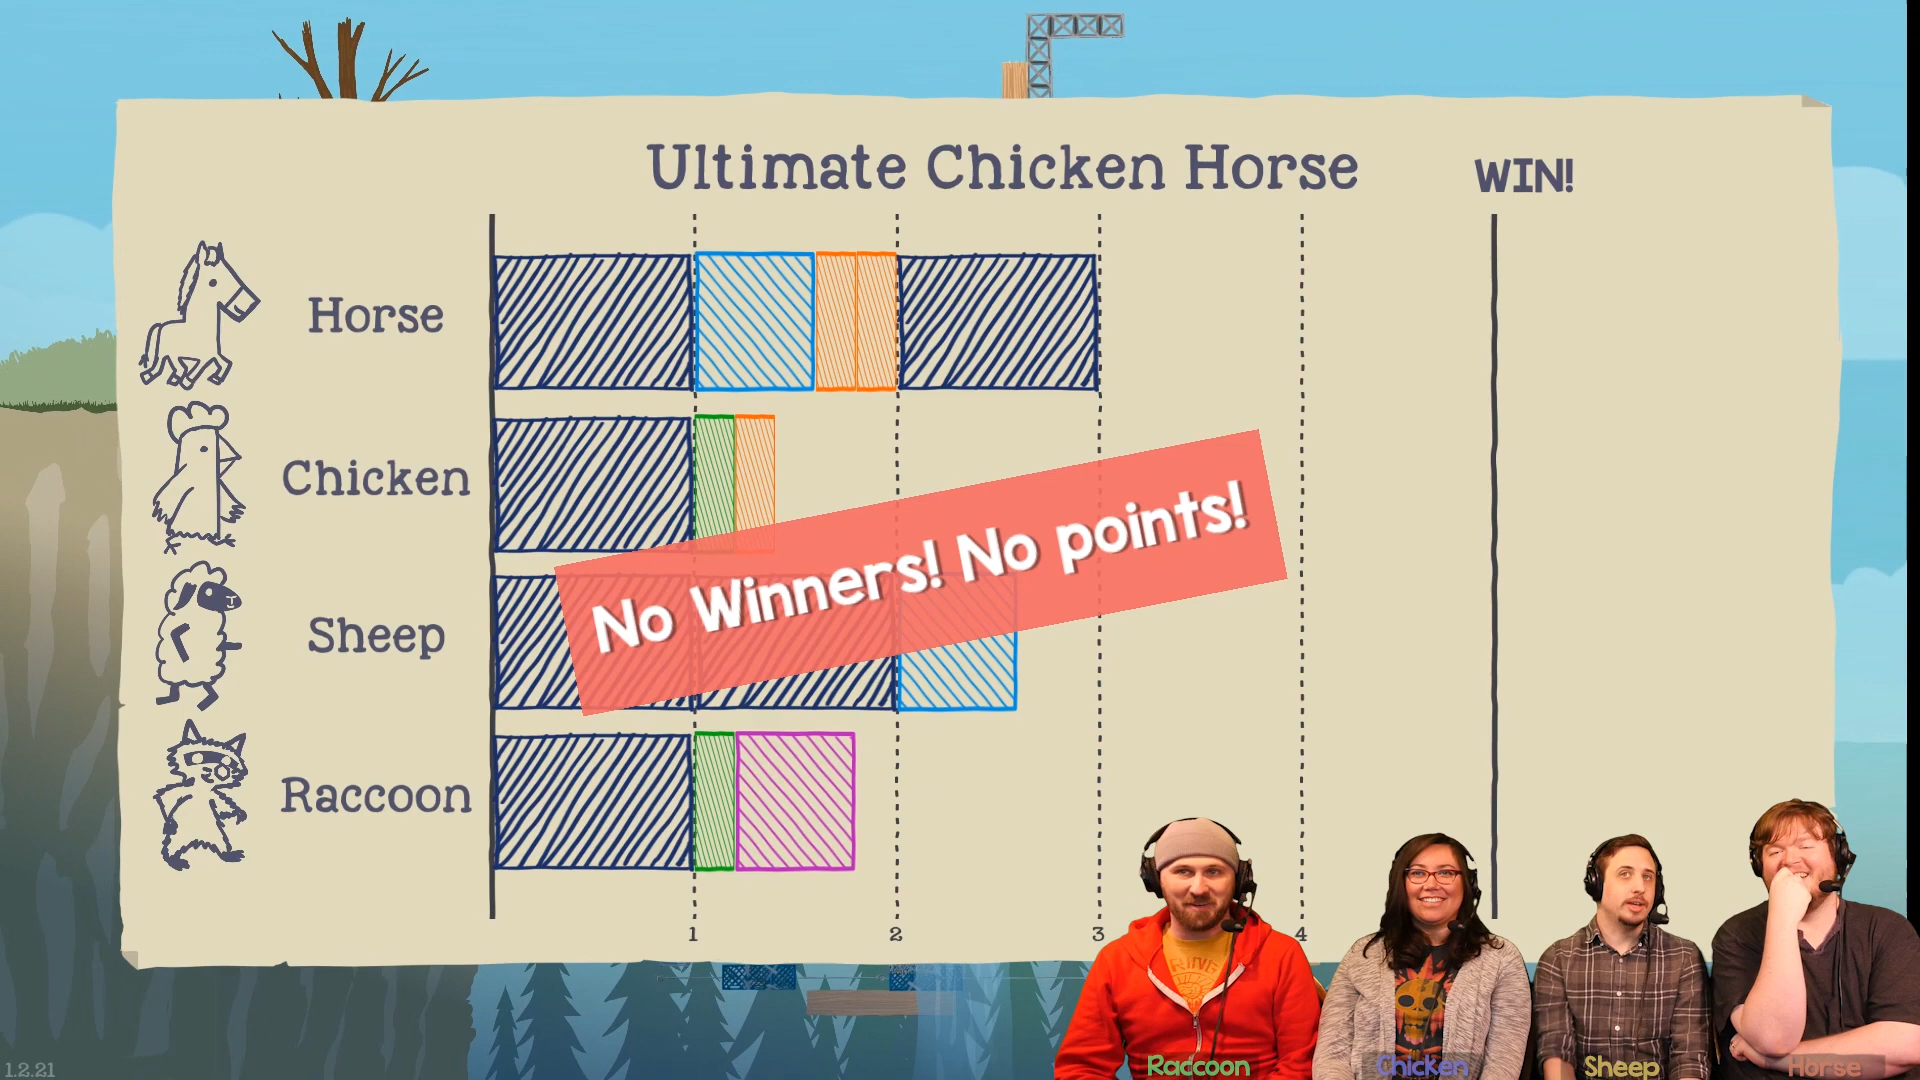 Ultimate Chicken Horse
WIN!
Horse
Chicken
No Winners! No points!
Sheep
Raccoon
1 2 3 4
RING
Raccoon
Chicken
Sheep
Horse
1.2.21